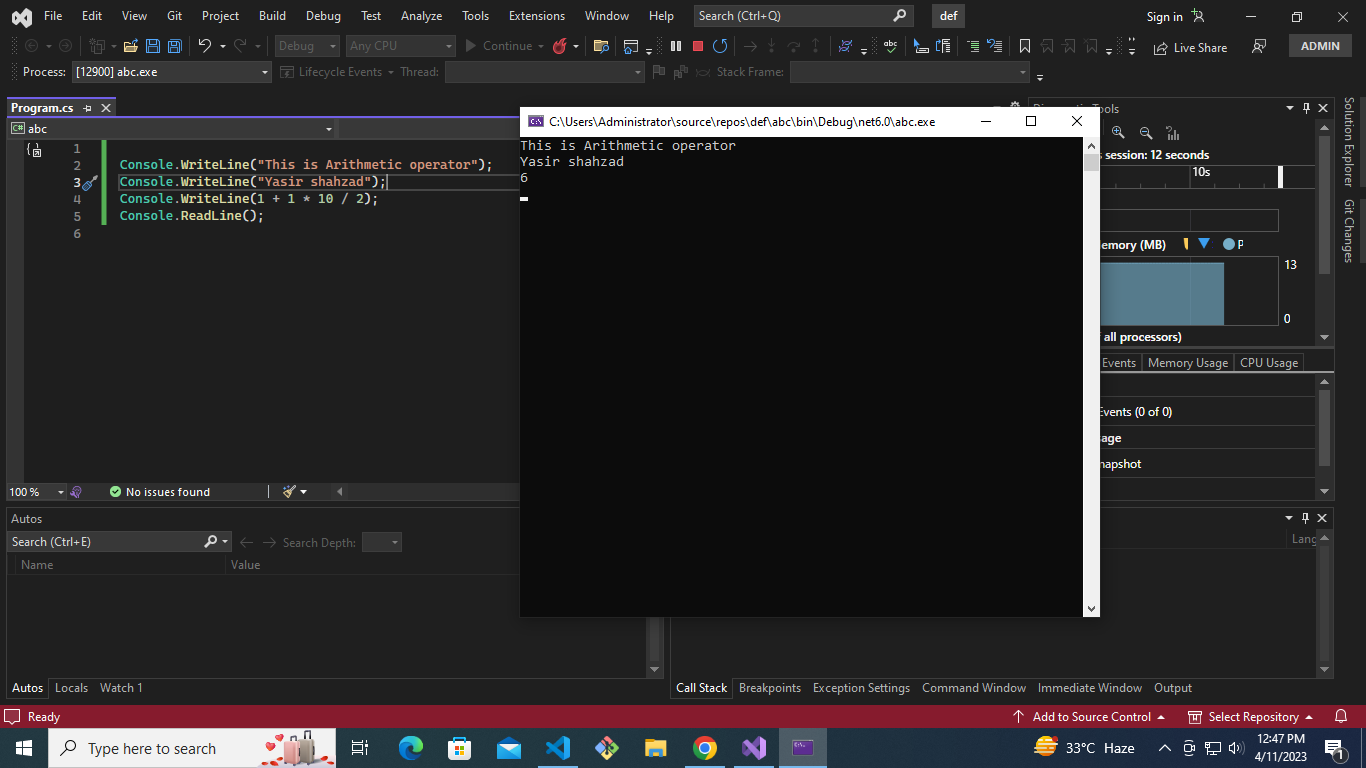 File Edit View Git Project Build Debug Test Analyze Tools Extensions Window Help Search (Ctrl+Q) def Sign in
Debug Any CPU Continue abc Live Share ADMIN
Process: [12900] abc.exe Lifecycle Events Thread: Stack Frame:
Program.cs
C# abc
1
2 Console.WriteLine("This is Arithmetic operator");
3 Console.WriteLine("Yasir shahzad");
4 Console.WriteLine(1 + 1 * 10 / 2);
5 Console.ReadLine();
6
100 % No issues found
C:\Users\Administrator\source\repos\def\abc\bin\Debug\net6.0\abc.exe
This is Arithmetic operator
Yasir shahzad
6
Tools
session: 12 seconds
10s
emory (MB) P
13
0
all processors)
Events Memory Usage CPU Usage
Events (0 of 0)
sage
napshot
Solution Explorer
Git Changes
Autos
Search (Ctrl+E) Search Depth:
Name Value
Lang
Autos Locals Watch 1
Call Stack Breakpoints Exception Settings Command Window Immediate Window Output
Ready Add to Source Control Select Repository
Type here to search 33°C Haze 12:47 PM
4/11/2023 1